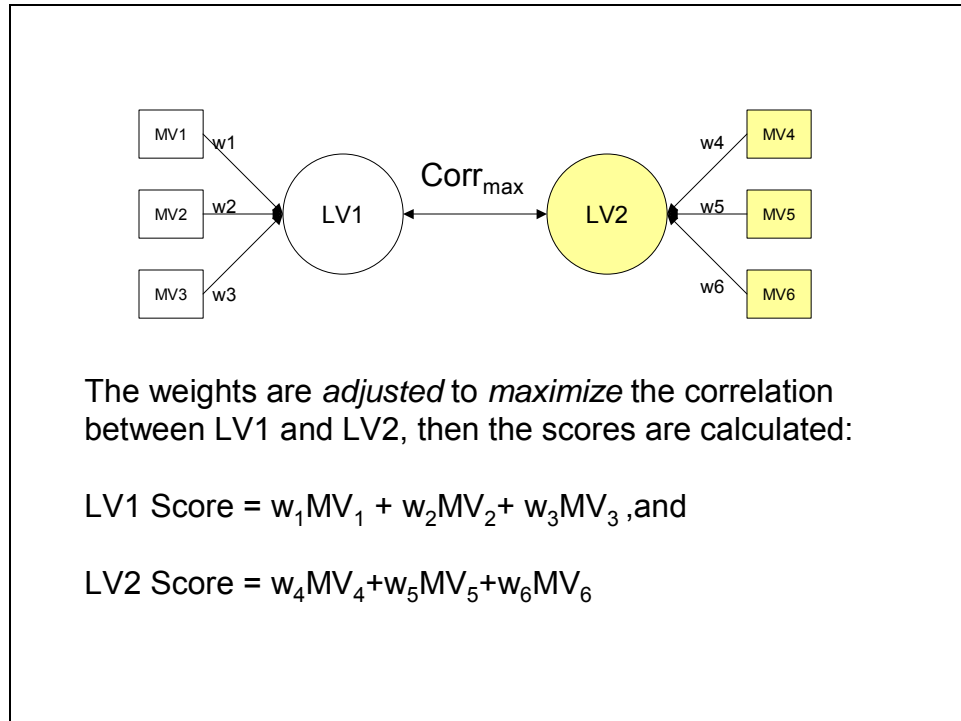 MV1
w1
MV2
w2
MV3
w3
LV1
Corrmax
LV2
w4
MV4
w5
MV5
w6
MV6
The weights are adjusted to maximize the correlation
between LV1 and LV2, then the scores are calculated:
LV1 Score = w₁MV₁ + w₂MV₂+ w₃MV₃ ,and
LV2 Score = w₄MV₄+w₅MV₅+w₆MV₆